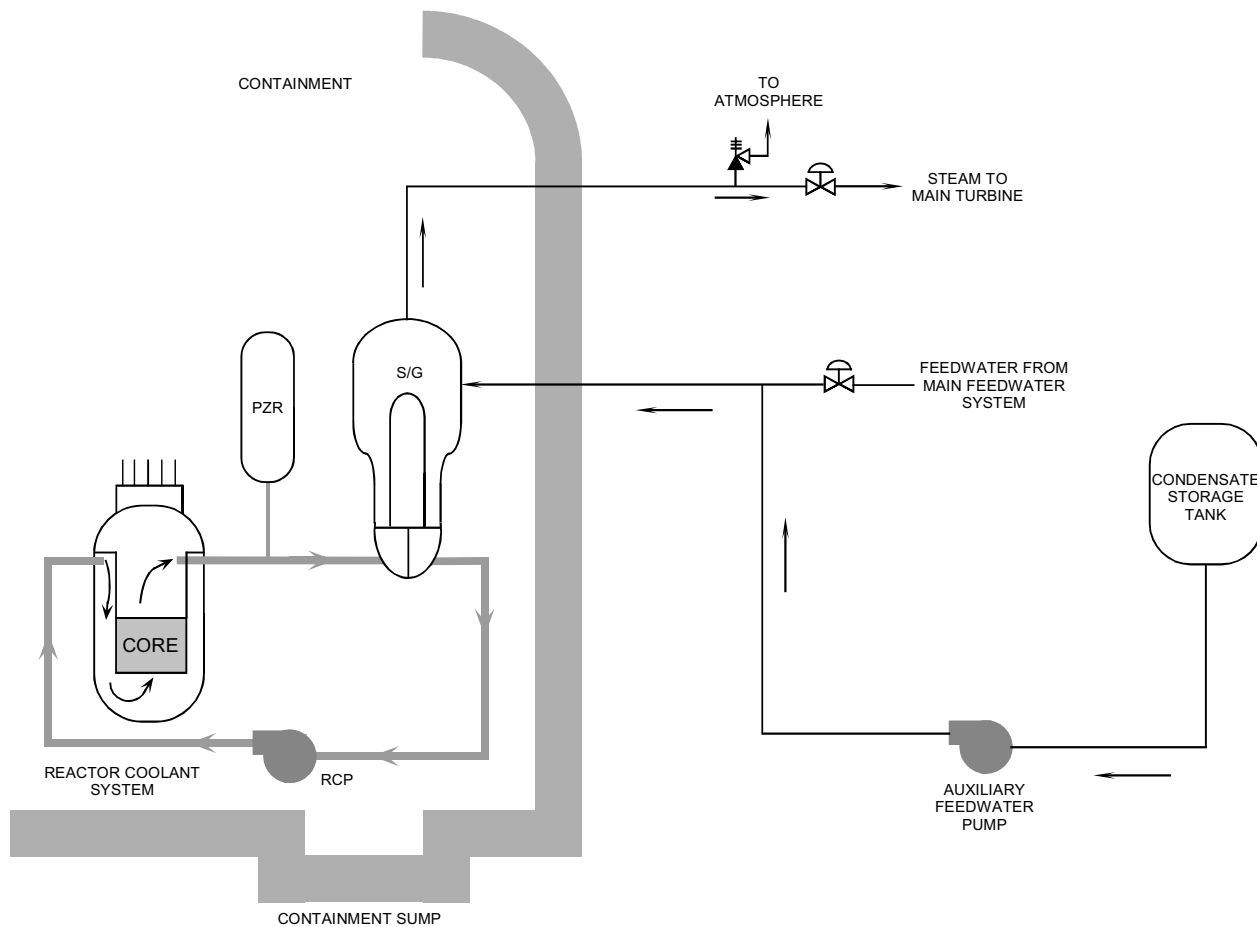 CONTAINMENT
TO
ATMOSPHERE
STEAM TO
MAIN TURBINE
S/G
FEEDWATER FROM
MAIN FEEDWATER
SYSTEM
PZR
CONDENSATE
STORAGE
TANK
CORE
REACTOR COOLANT
SYSTEM
RCP
AUXILIARY
FEEDWATER
PUMP
CONTAINMENT SUMP